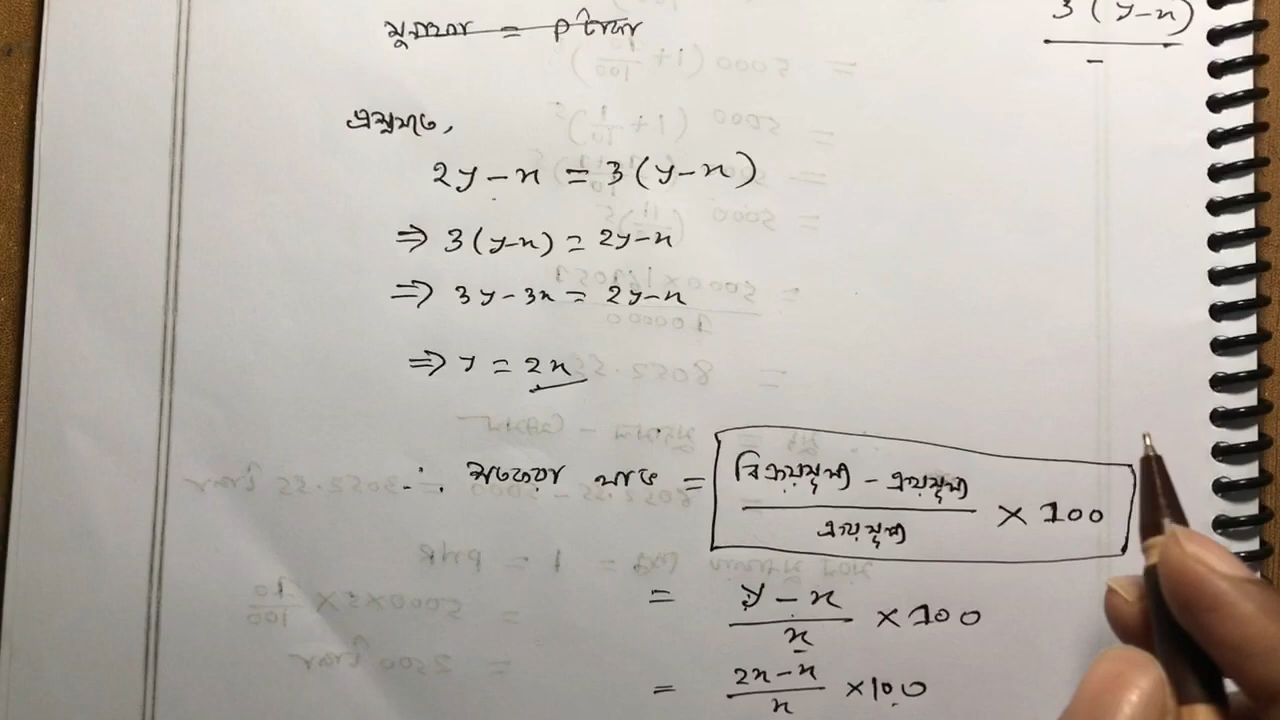 মুনাফা = P টাকা
3(y-x)
প্রশ্নমতে,
2y-x = 3(y-x)
⇒ 3(y-x) = 2y-x
⇒ 3y-3x = 2y-x
⇒ y = 2x
∴ শতকরা লাভ = বিক্রয়মূল্য - ক্রয়মূল্য / ক্রয়মূল্য × 100
= y-x / x × 100
= 2x-x / x ×100